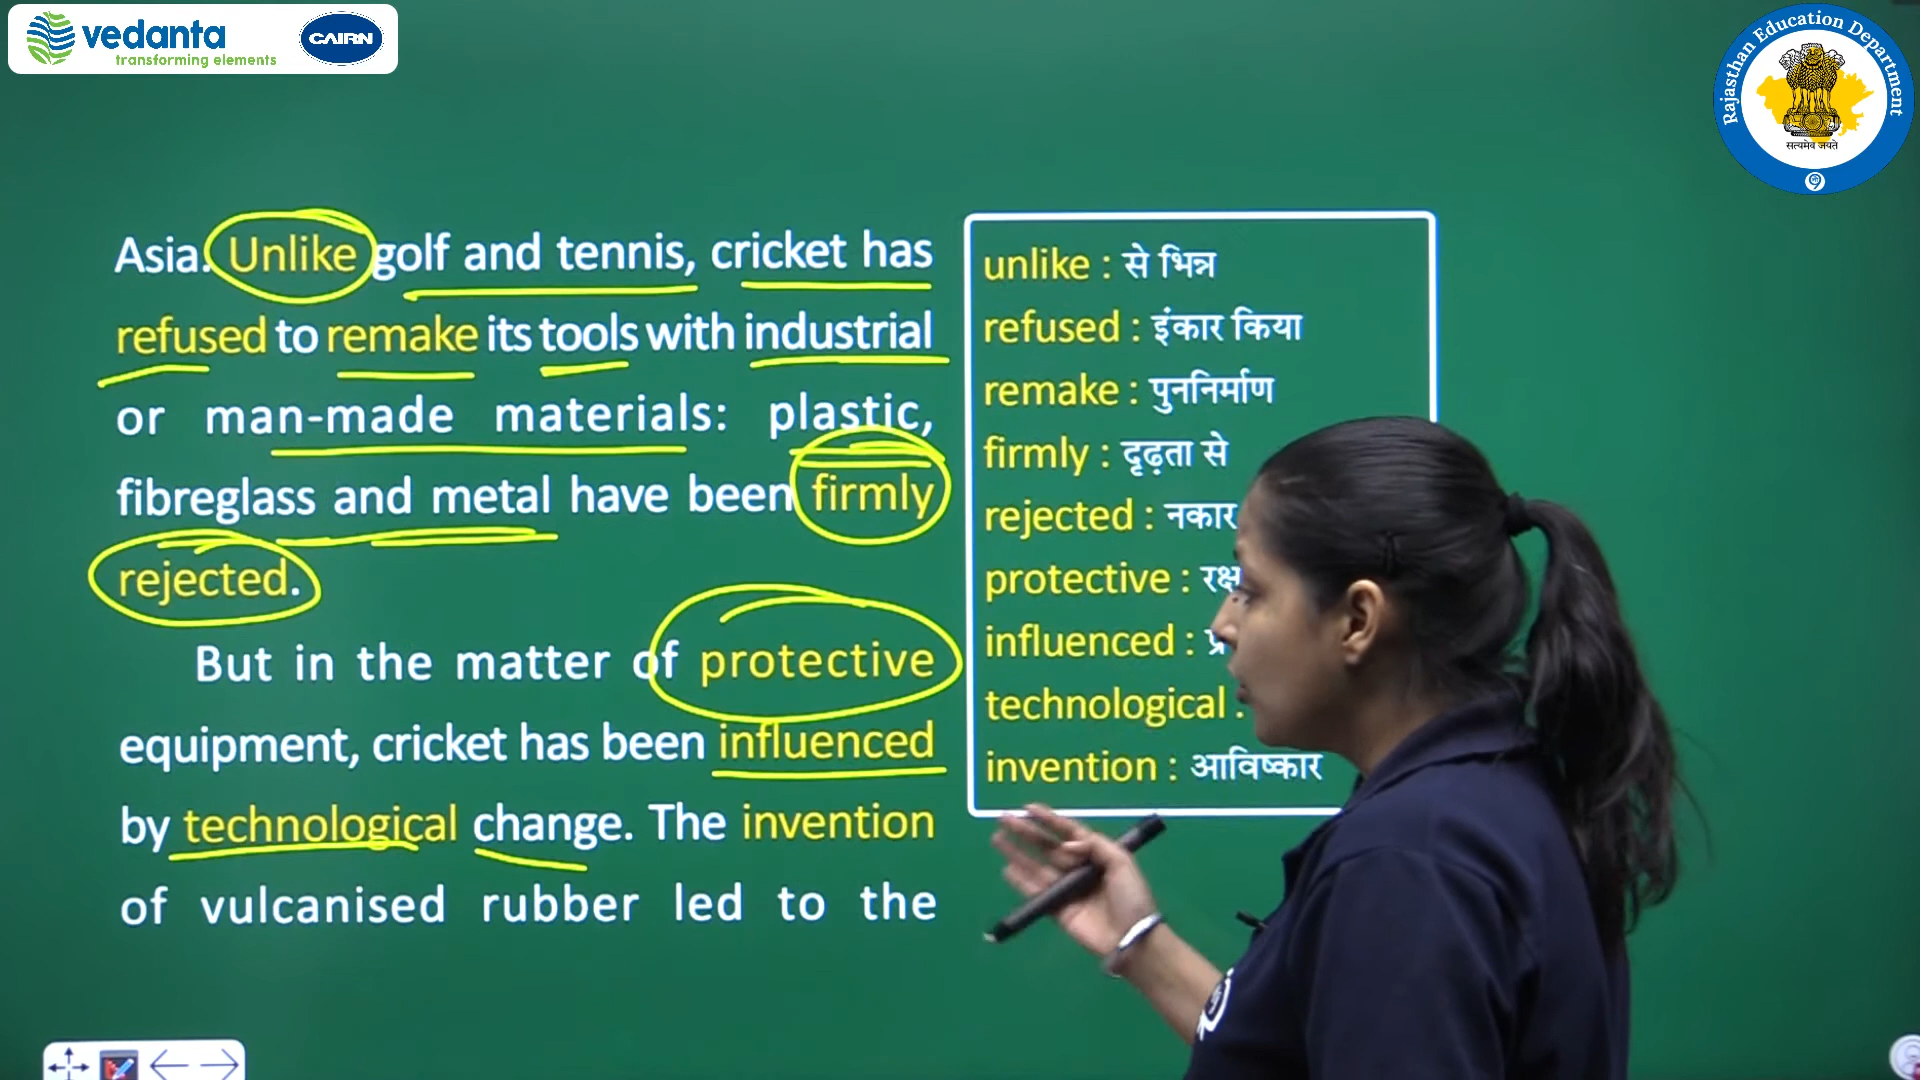 vedanta
transforming elements
CAIRN
Rajasthan Education Department
सत्यमेव जयते
Asia. Unlike golf and tennis, cricket has
refused to remake its tools with industrial
or man-made materials: plastic,
fibreglass and metal have been firmly
rejected.
But in the matter of protective
equipment, cricket has been influenced
by technological change. The invention
of vulcanised rubber led to the
unlike : से भिन्न
refused : इंकार किया
remake : पुननिर्माण
firmly : दृढ़ता से
rejected : नकार
protective :
influenced :
technological :
invention : आविष्कार